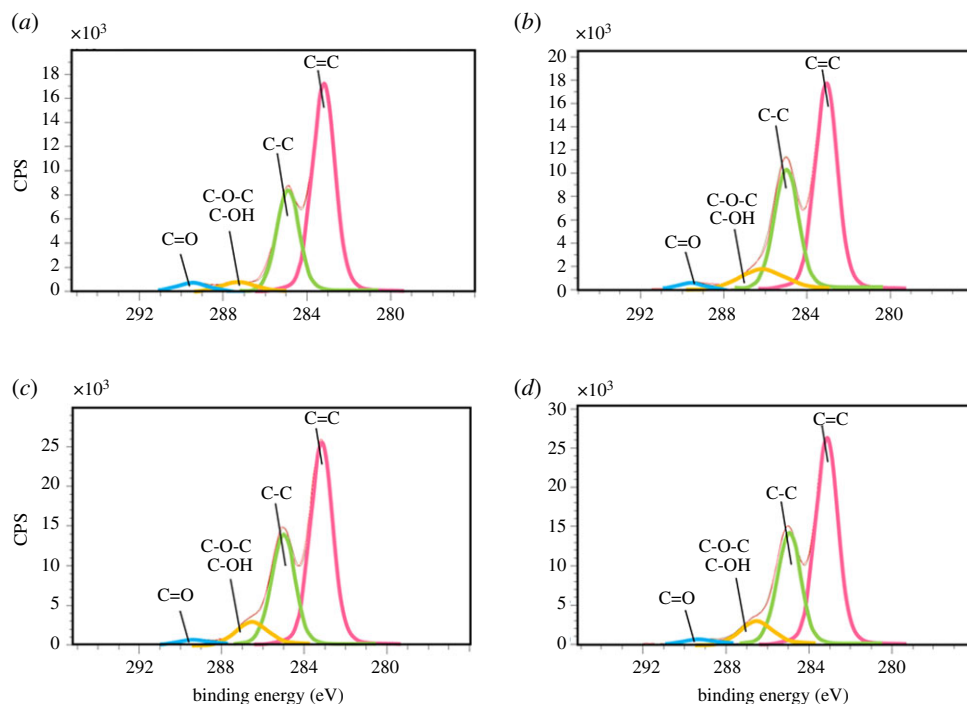 (a)
×10³
18
16
14
12
10
8
6
4
2
0
CPS
C=C
C-C
C-O-C
C-OH
C=O
292
288
284
280
(b)
×10³
20
18
16
14
12
10
8
6
4
2
0
C=C
C-C
C-O-C
C-OH
C=O
292
288
284
280
(c)
×10³
25
20
15
10
5
0
CPS
C=C
C-C
C-O-C
C-OH
C=O
292
288
284
280
binding energy (eV)
(d)
×10³
30
25
20
15
10
5
0
C=C
C-C
C-O-C
C-OH
C=O
292
288
284
280
binding energy (eV)